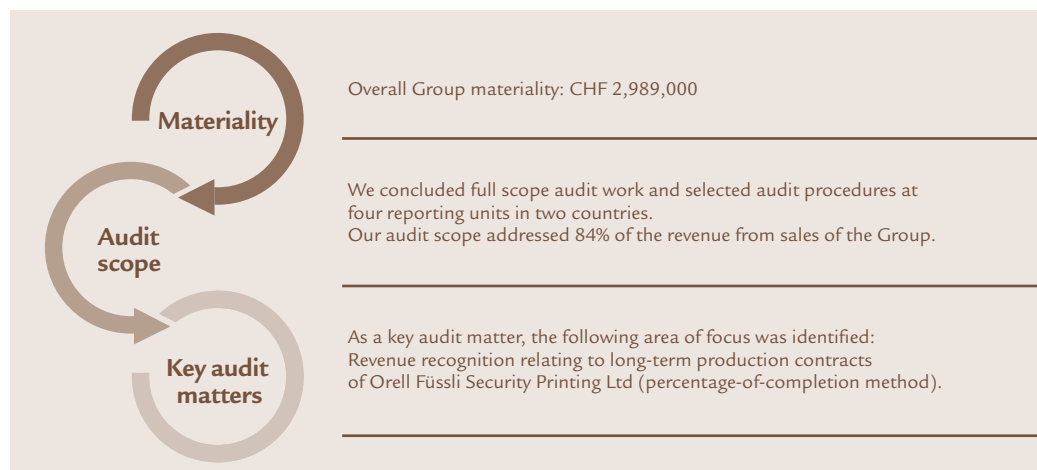 Materiality
Overall Group materiality: CHF 2,989,000
Audit
scope
We concluded full scope audit work and selected audit procedures at
four reporting units in two countries.
Our audit scope addressed 84% of the revenue from sales of the Group.
Key audit
matters
As a key audit matter, the following area of focus was identified:
Revenue recognition relating to long-term production contracts
of Orell Füssli Security Printing Ltd (percentage-of-completion method).